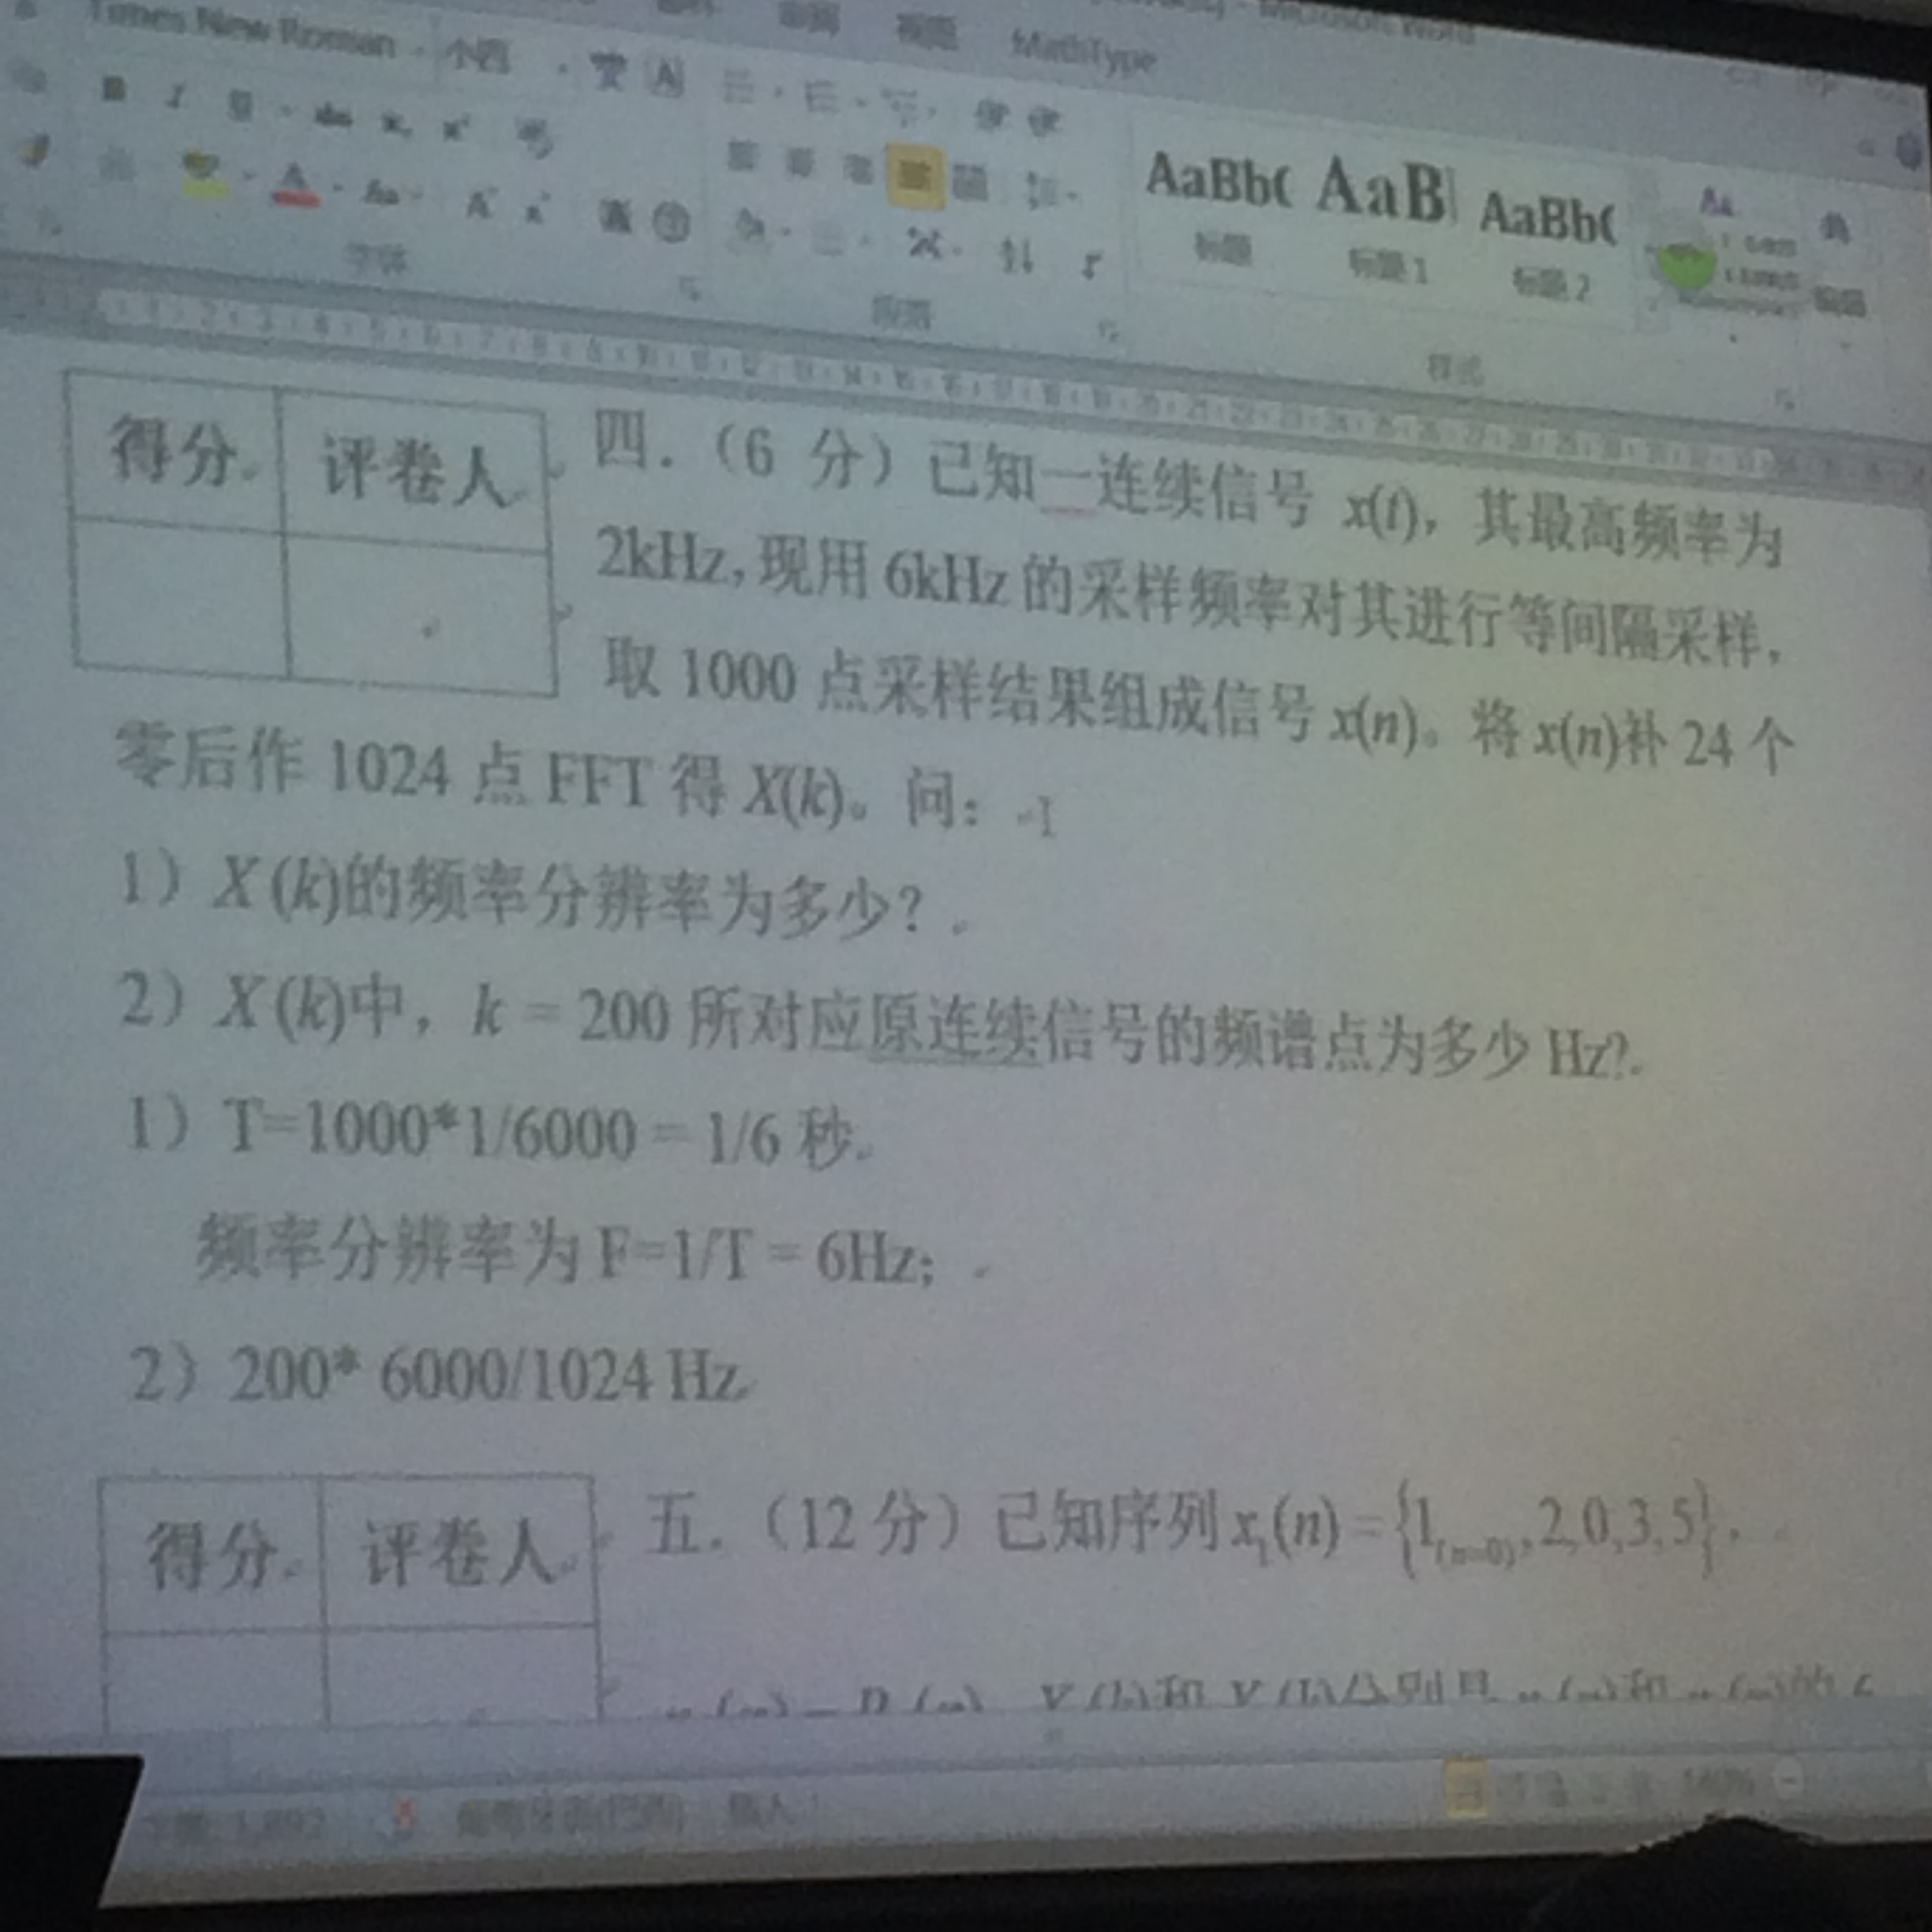 Microsoft Word
视图 MathType
Times New Roman 小四
AaBb( AaB AaBb(
标题 标题 1 标题 2
字体 段落 样式
得分 评卷人
四.（6 分）已知一连续信号 x(t)，其最高频率为
2kHz,现用 6kHz 的采样频率对其进行等间隔采样，
取 1000 点采样结果组成信号 x(n)。将 x(n)补 24 个
零后作 1024 点 FFT 得 X(k)。问：
1）X (k)的频率分辨率为多少？
2）X (k)中，k = 200 所对应原连续信号的频谱点为多少 Hz?
1）T=1000*1/6000 = 1/6 秒
频率分辨率为 F=1/T = 6Hz;
2）200* 6000/1024 Hz
得分 评卷人
五.（12 分）已知序列 x₁(n) = {1₍ₙ₌₀₎, 2,0,3,5}，